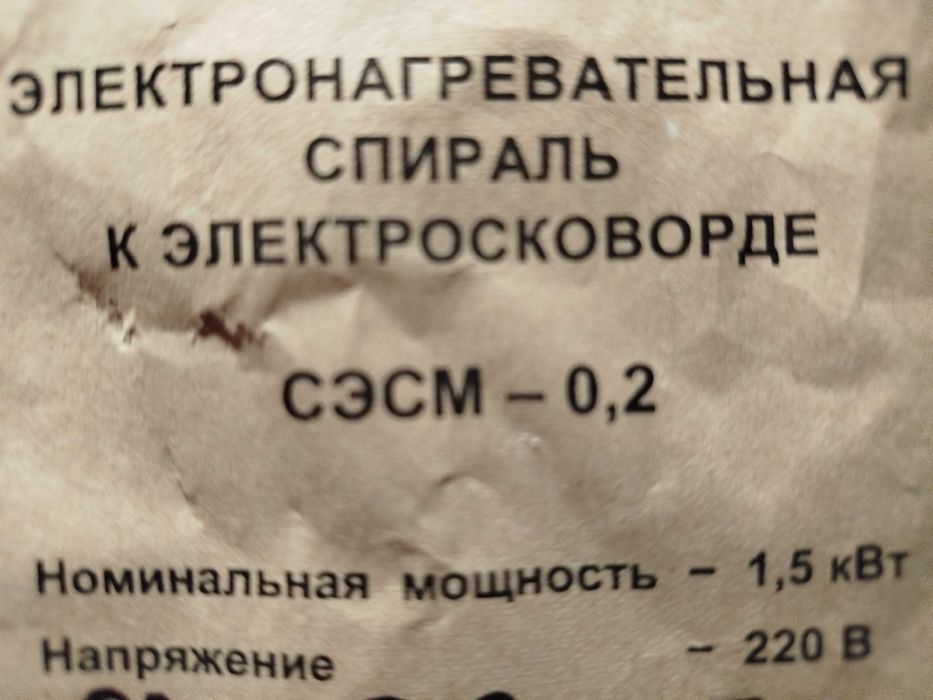 ЭЛЕКТРОНАГРЕВАТЕЛЬНАЯ
СПИРАЛЬ
К ЭЛЕКТРОСКОВОРДЕ
СЭСМ – 0,2
Номинальная мощность – 1,5 кВт
Напряжение – 220 В